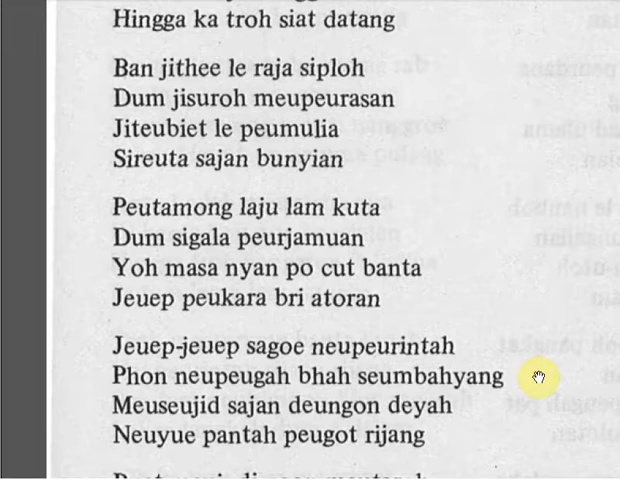 Hingga ka troh siat datang
Ban jithee le raja siploh
Dum jisuroh meupeurasan
Jiteubiet le peumulia
Sireuta sajan bunyian
Peutamong laju lam kuta
Dum sigala peurjamuan
Yoh masa nyan po cut banta
Jeuep peukara bri atoran
Jeuep-jeuep sagoe neupeurintah
Phon neupeugah bhah seumbahyang
Meuseujid sajan deungon deyah
Neuyue pantah peugot rijang